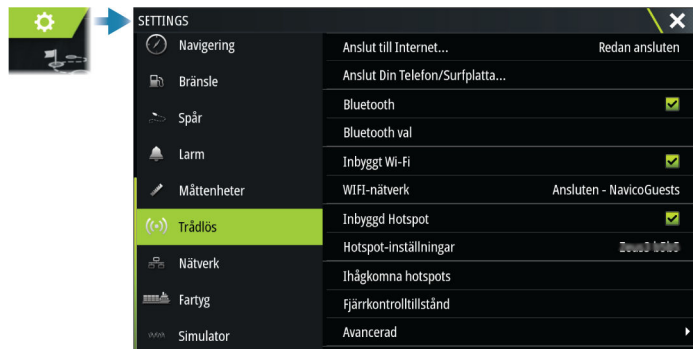 SETTINGS
Navigering
Bränsle
Spår
Larm
Måttenheter
Trådlös
Nätverk
Fartyg
Simulator
Anslut till Internet... Redan ansluten
Anslut Din Telefon/Surfplatta...
Bluetooth
Bluetooth val
Inbyggt Wi-Fi
WIFI-nätverk Ansluten - NavicoGuests
Inbyggd Hotspot
Hotspot-inställningar
Ihågkomna hotspots
Fjärrkontrolltillstånd
Avancerad